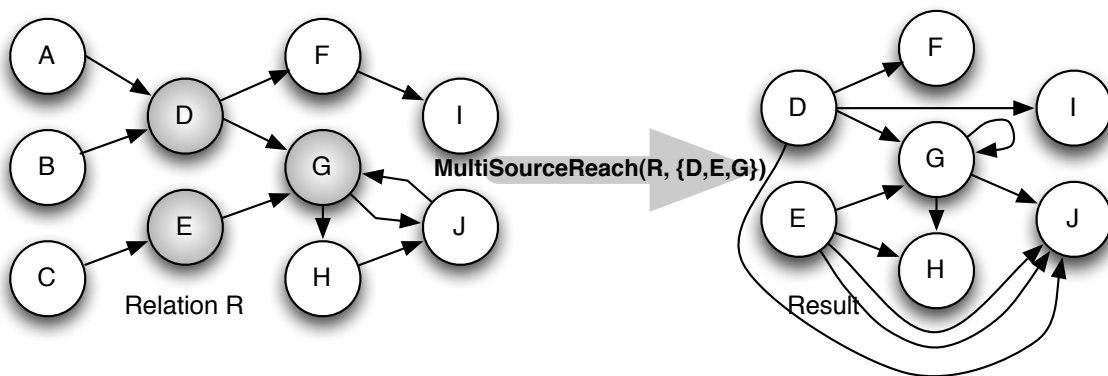 A
B
C
D
E
F
G
H
I
J
Relation R
MultiSourceReach(R, {D,E,G})
D
E
F
G
H
I
J
Result